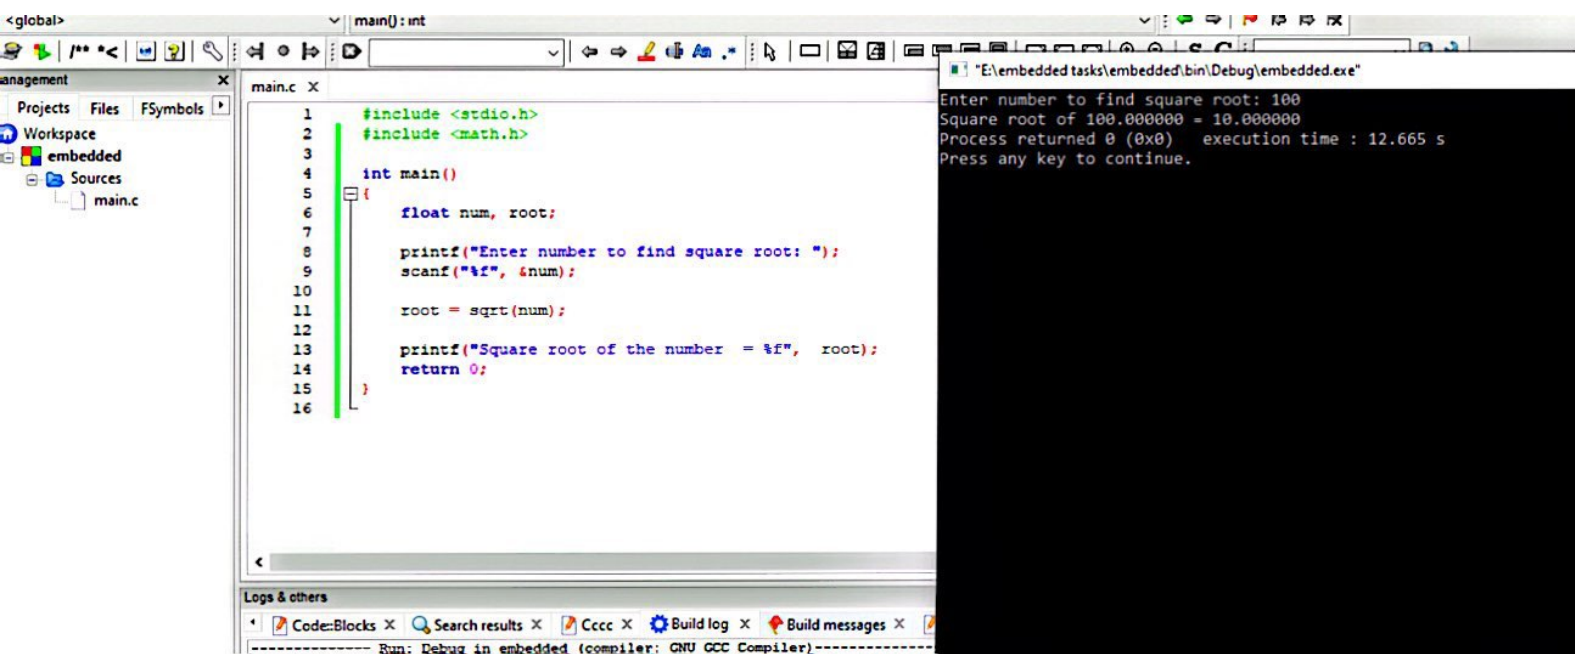 <global>
main() : int
anagement X
Projects Files FSymbols
Workspace
embedded
Sources
main.c
main.c X
1 #include <stdio.h>
2 #include <math.h>
3
4 int main()
5 {
6 float num, root;
7
8 printf("Enter number to find square root: ");
9 scanf("%f", &num);
10
11 root = sqrt(num);
12
13 printf("Square root of the number  = %f",  root);
14 return 0;
15 }
16
"E:\embedded tasks\embedded\bin\Debug\embedded.exe"
Enter number to find square root: 100
Square root of 100.000000 = 10.000000
Process returned 0 (0x0)   execution time : 12.665 s
Press any key to continue.
Logs & others
Code::Blocks X Search results X Cccc X Build log X Build messages X
-------------- Run: Debug in embedded (compiler: GNU GCC Compiler)---------------